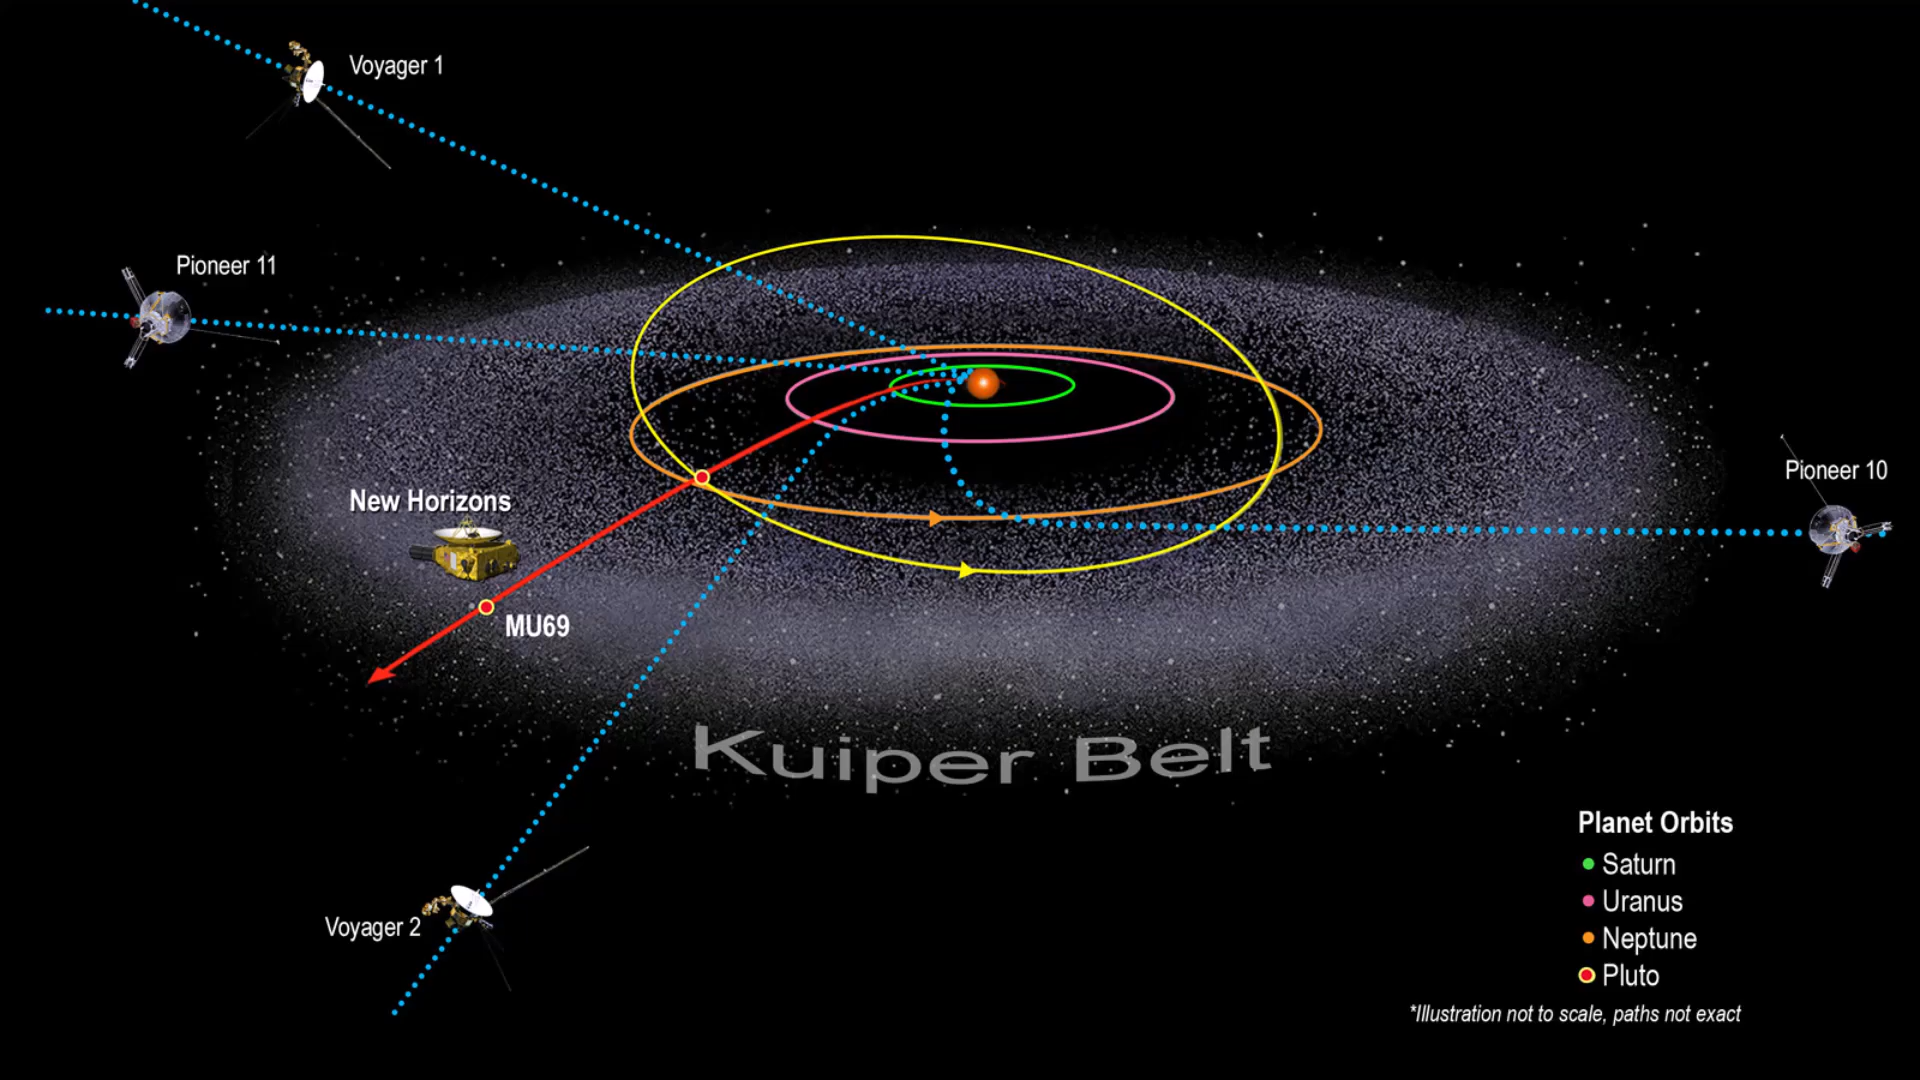 Voyager 1
Pioneer 11
Pioneer 10
New Horizons
MU69
Kuiper Belt
Voyager 2
Planet Orbits
Saturn
Uranus
Neptune
Pluto
*Illustration not to scale, paths not exact